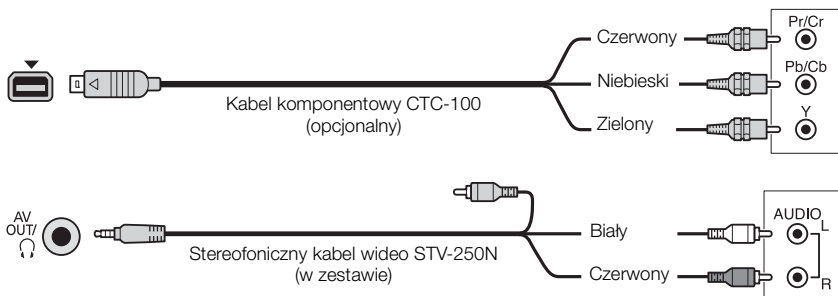 Czerwony
Pr/Cr
Niebieski
Pb/Cb
Kabel komponentowy CTC-100
(opcjonalny)
Zielony
Y
AV
OUT/
AUDIO
L
Biały
Stereofoniczny kabel wideo STV-250N
(w zestawie)
Czerwony
R